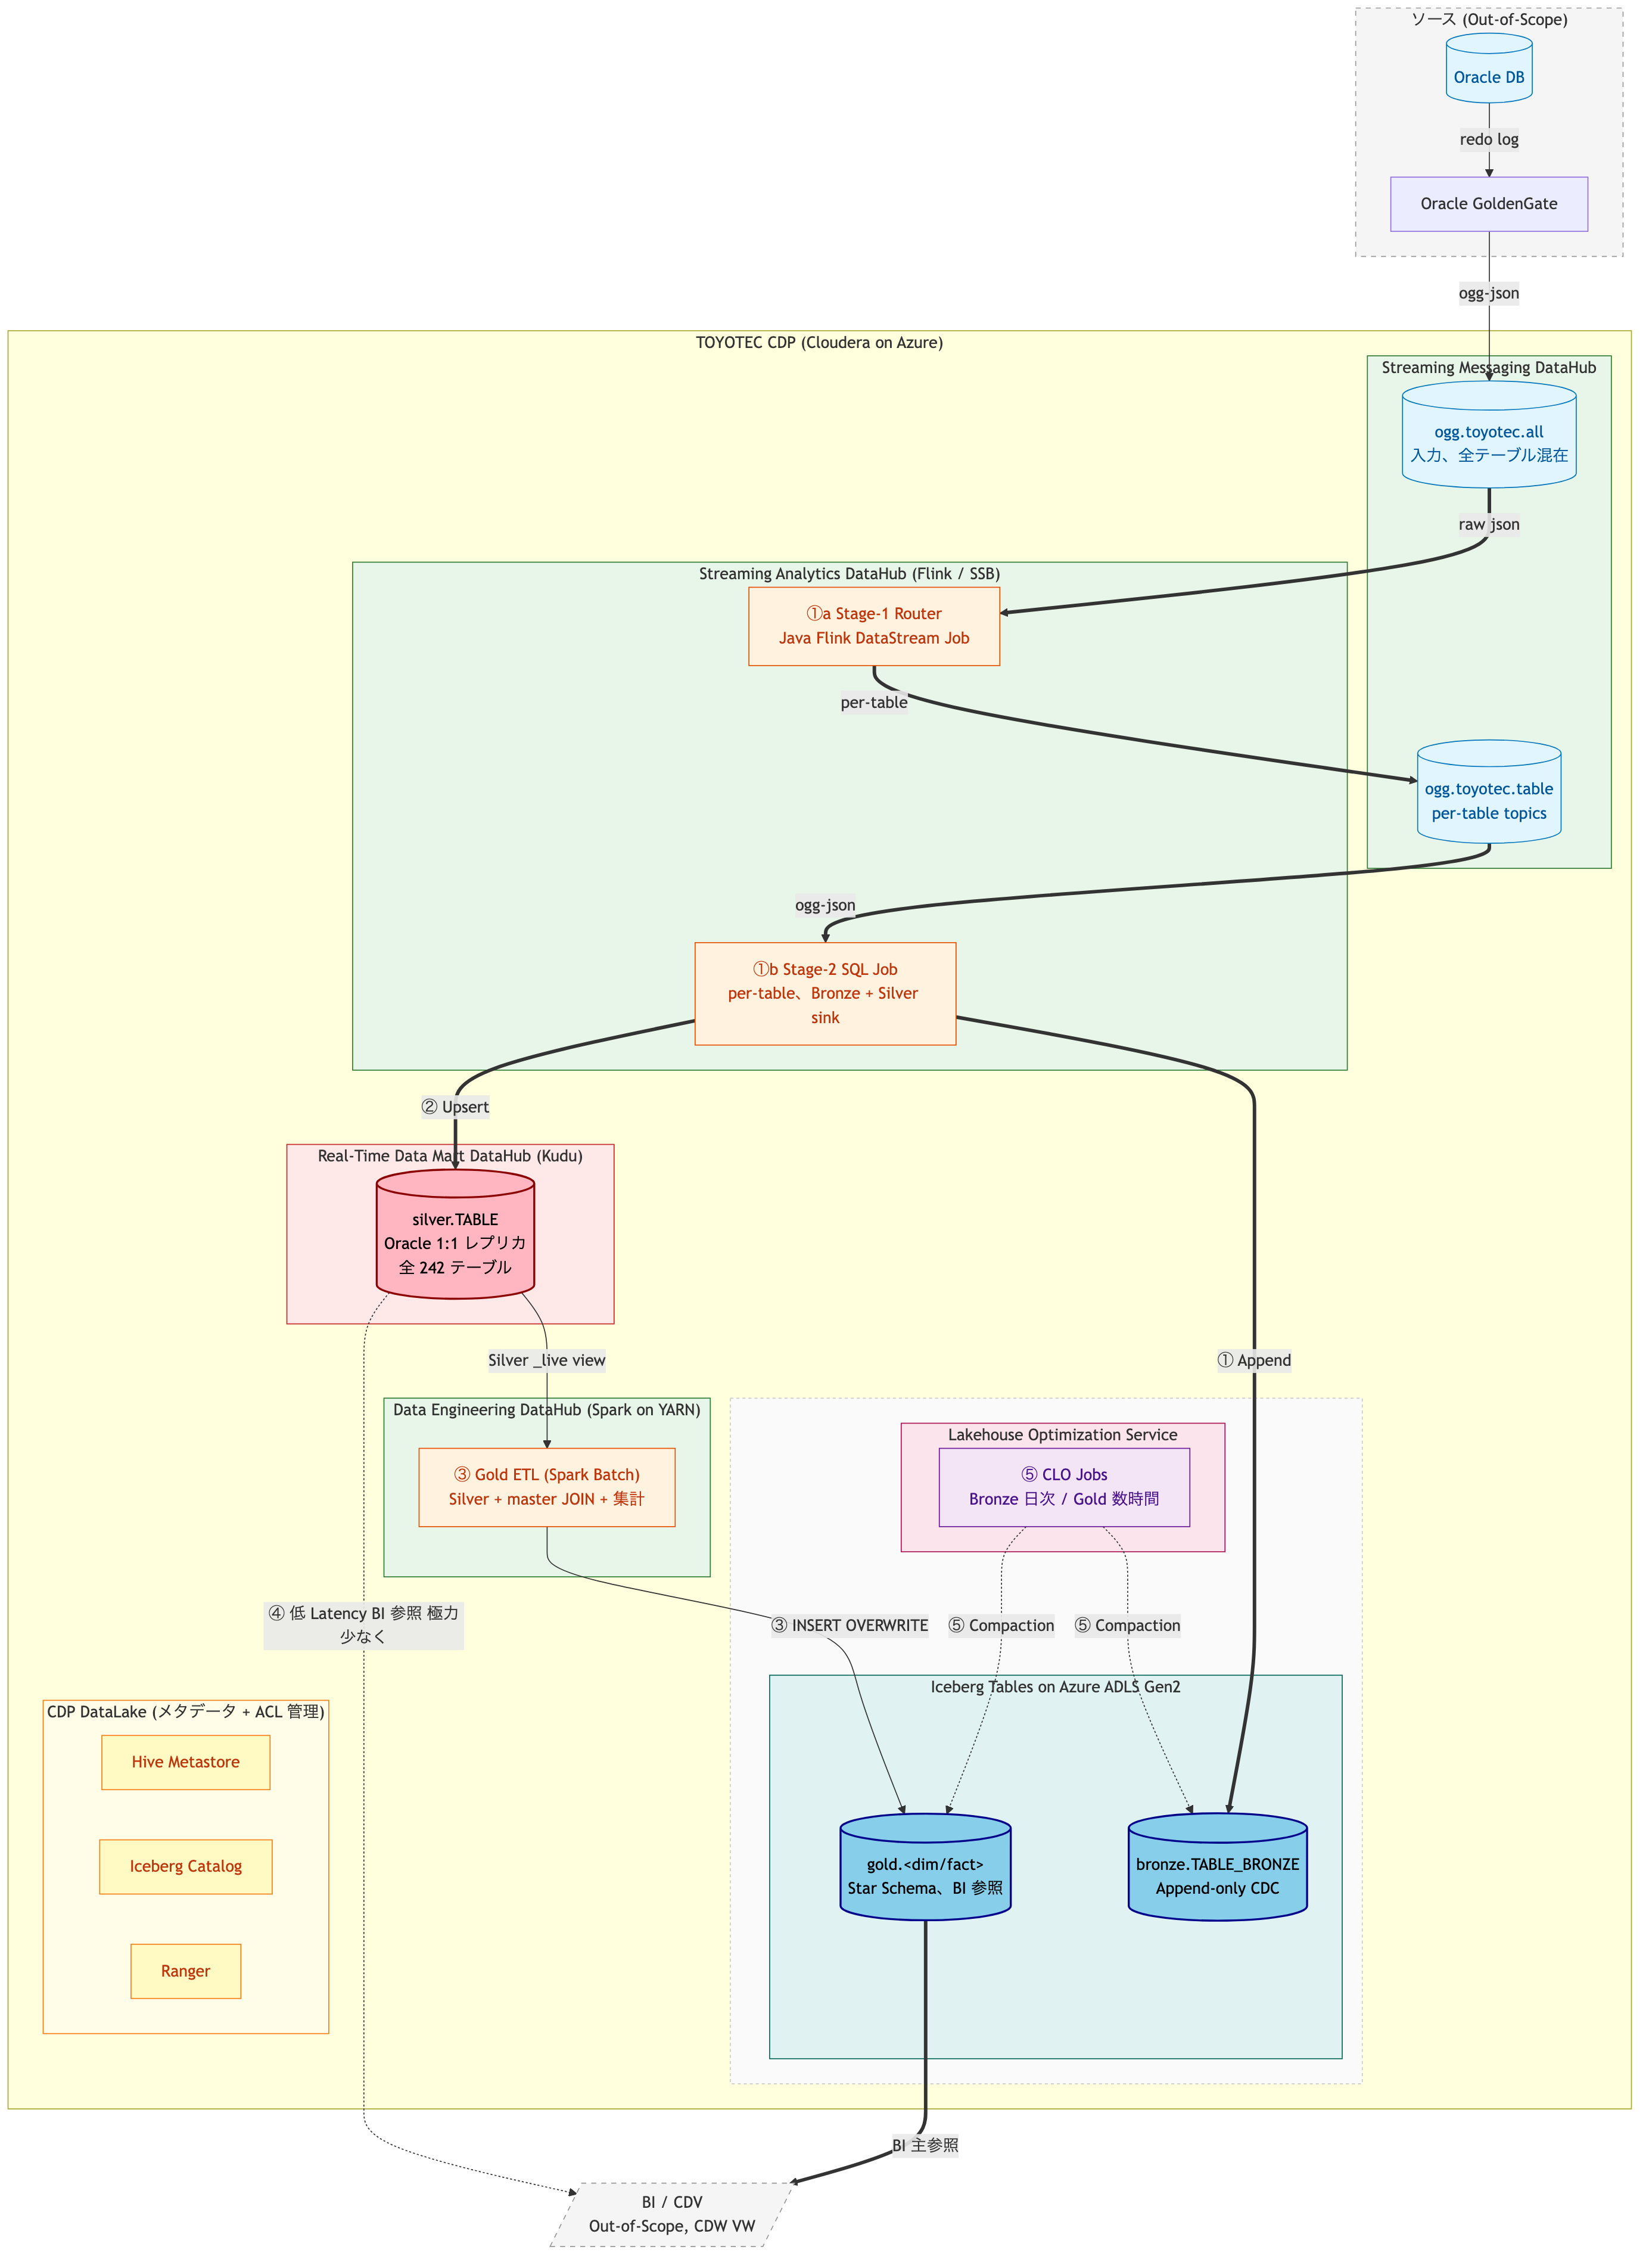 ソース (Out-of-Scope)
Oracle DB
redo log
Oracle GoldenGate
ogg-json
TOYOTEC CDP (Cloudera on Azure)
Streaming Messaging DataHub
ogg.toyotec.all
入力、全テーブル混在
raw json
Streaming Analytics DataHub (Flink / SSB)
①a Stage-1 Router
Java Flink DataStream Job
per-table
ogg.toyotec.table
per-table topics
ogg-json
①b Stage-2 SQL Job
per-table、Bronze + Silver
sink
② Upsert
Real-Time Data Mart DataHub (Kudu)
silver.TABLE
Oracle 1:1 レプリカ
全 242 テーブル
Silver _live view
① Append
Data Engineering DataHub (Spark on YARN)
③ Gold ETL (Spark Batch)
Silver + master JOIN + 集計
Lakehouse Optimization Service
⑤ CLO Jobs
Bronze 日次 / Gold 数時間
④ 低 Latency BI 参照 極力
少なく
③ INSERT OVERWRITE
⑤ Compaction
⑤ Compaction
Iceberg Tables on Azure ADLS Gen2
CDP DataLake (メタデータ + ACL 管理)
Hive Metastore
Iceberg Catalog
Ranger
gold.<dim/fact>
Star Schema、BI 参照
bronze.TABLE_BRONZE
Append-only CDC
BI 主参照
BI / CDV
Out-of-Scope, CDW VW